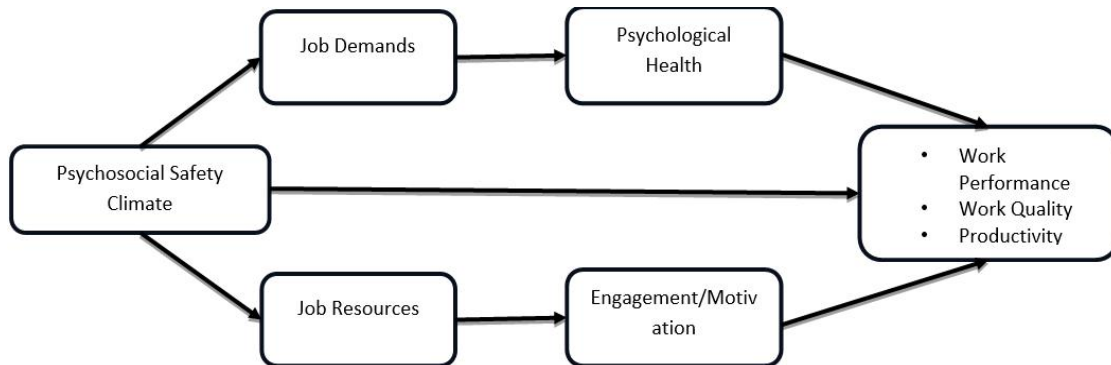 Job Demands
Psychological
Health
Psychosocial Safety
Climate
• Work
Performance
• Work Quality
• Productivity
Job Resources
Engagement/Motiv
ation